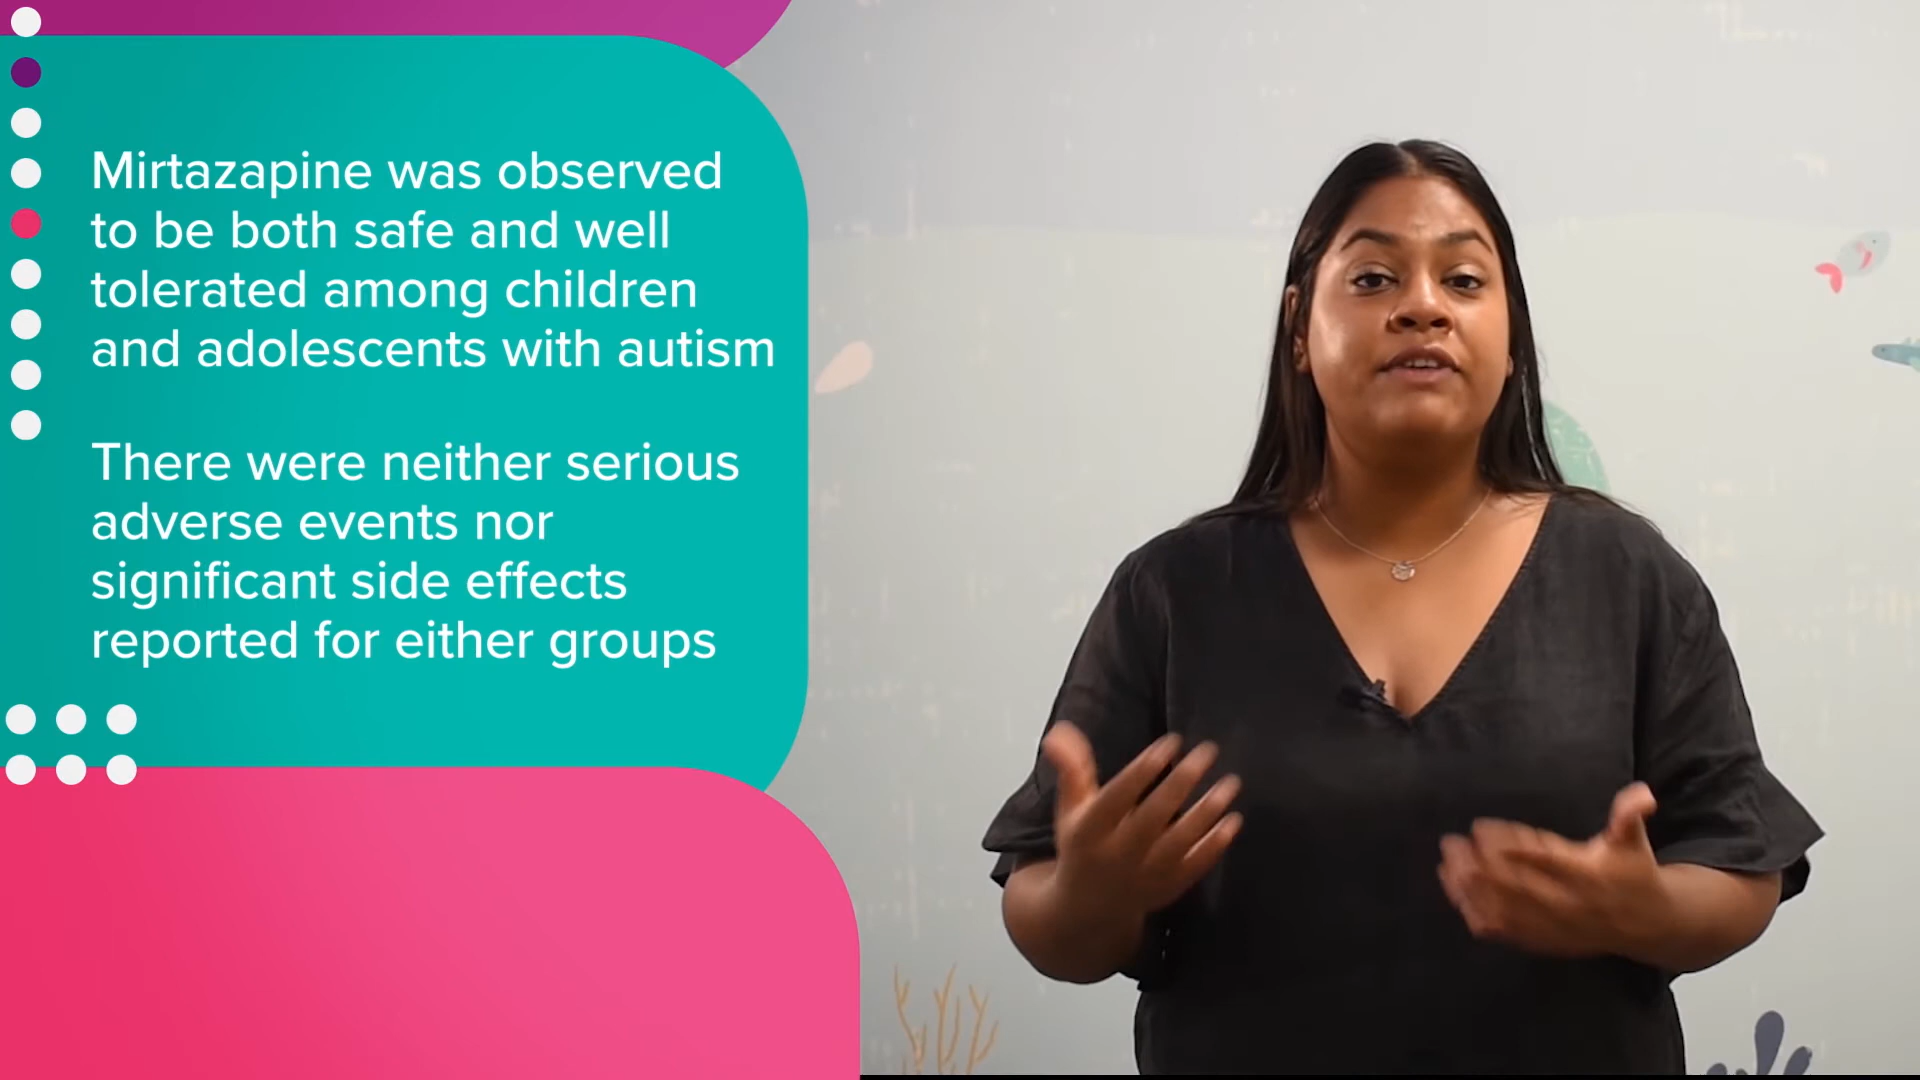 Mirtazapine was observed
to be both safe and well
tolerated among children
and adolescents with autism
There were neither serious
adverse events nor
significant side effects
reported for either groups